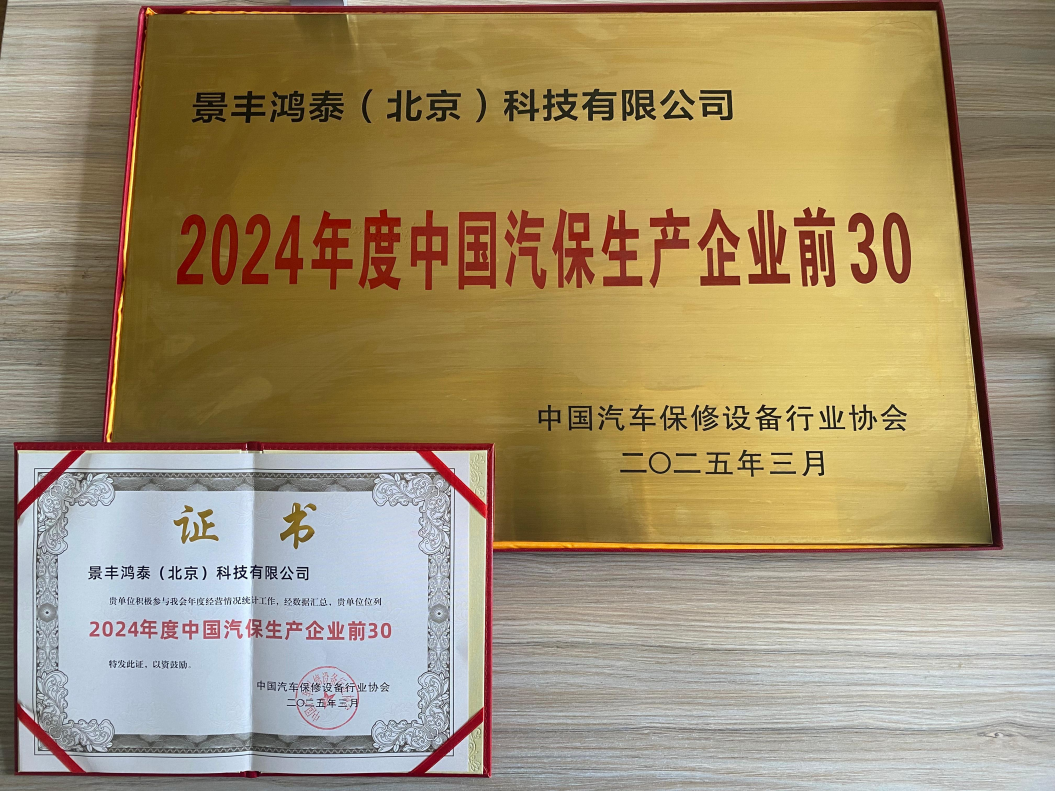 景丰鸿泰（北京）科技有限公司
2024年度中国汽保生产企业前30
中国汽车保修设备行业协会
二〇二五年三月
证书
景丰鸿泰（北京）科技有限公司
贵单位积极参与我会年度经营情况统计工作，经数据汇总，贵单位位列
2024年度中国汽保生产企业前30
特发此证，以资鼓励。
中国汽车保修设备行业协会
二〇二五年三月